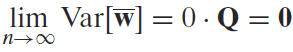 lim Var[w̅] = 0 · Q = 0
n→∞